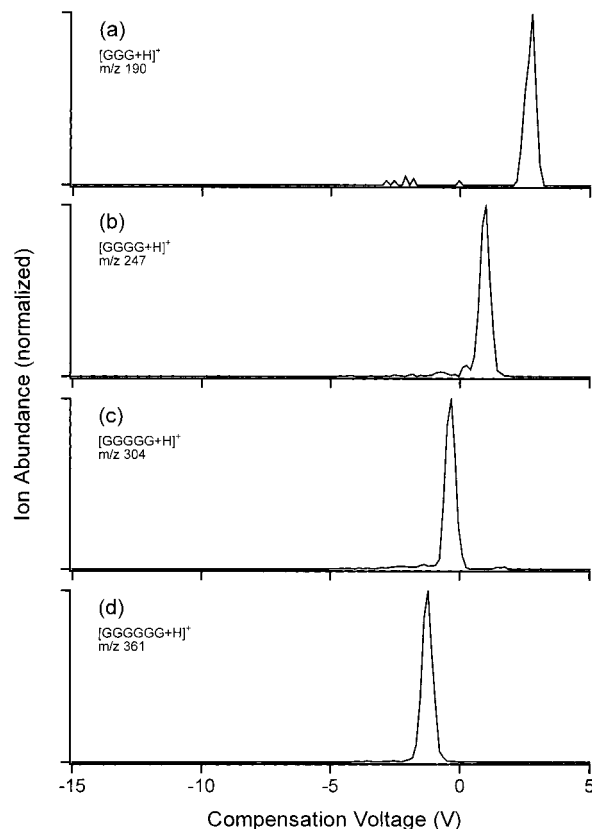 (a)
[GGG+H]+
m/z 190
(b)
[GGGG+H]+
m/z 247
(c)
[GGGGG+H]+
m/z 304
(d)
[GGGGGG+H]+
m/z 361
Ion Abundance (normalized)
-15 -10 -5 0 5
Compensation Voltage (V)